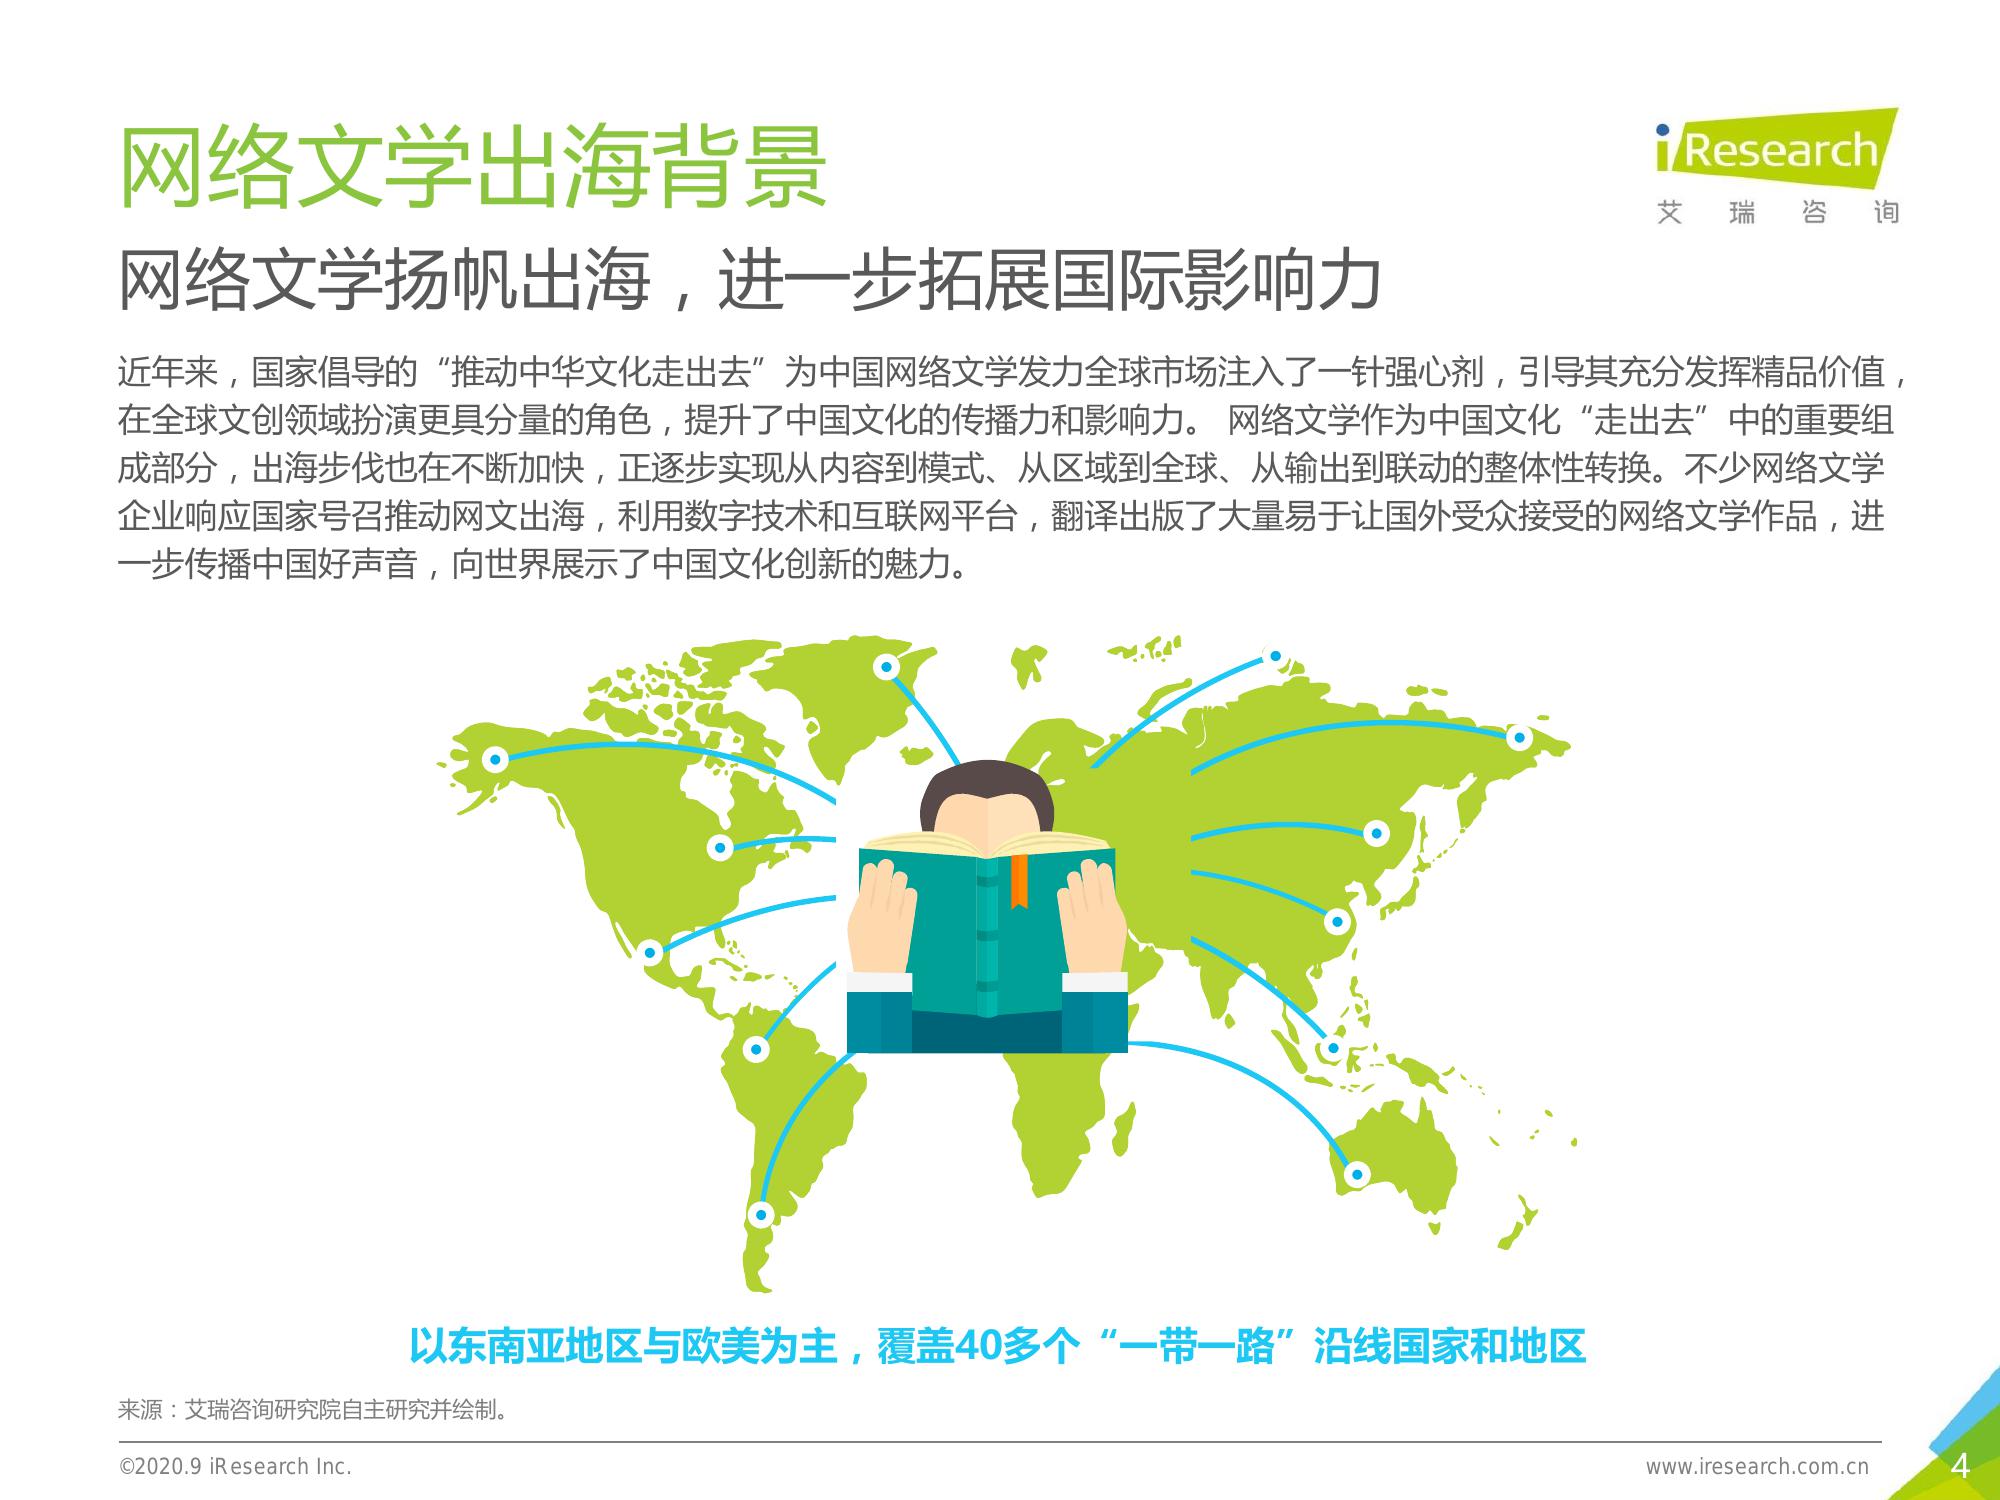 网络文学出海背景
iResearch
艾瑞咨询
网络文学扬帆出海，进一步拓展国际影响力
近年来，国家倡导的“推动中华文化走出去”为中国网络文学发力全球市场注入了一针强心剂，引导其充分发挥精品价值，
在全球文创领域扮演更具分量的角色，提升了中国文化的传播力和影响力。 网络文学作为中国文化“走出去”中的重要组
成部分，出海步伐也在不断加快，正逐步实现从内容到模式、从区域到全球、从输出到联动的整体性转换。不少网络文学
企业响应国家号召推动网文出海，利用数字技术和互联网平台，翻译出版了大量易于让国外受众接受的网络文学作品，进
一步传播中国好声音，向世界展示了中国文化创新的魅力。
以东南亚地区与欧美为主，覆盖40多个“一带一路”沿线国家和地区
来源：艾瑞咨询研究院自主研究并绘制。
©2020.9 iResearch Inc.
www.iresearch.com.cn
4